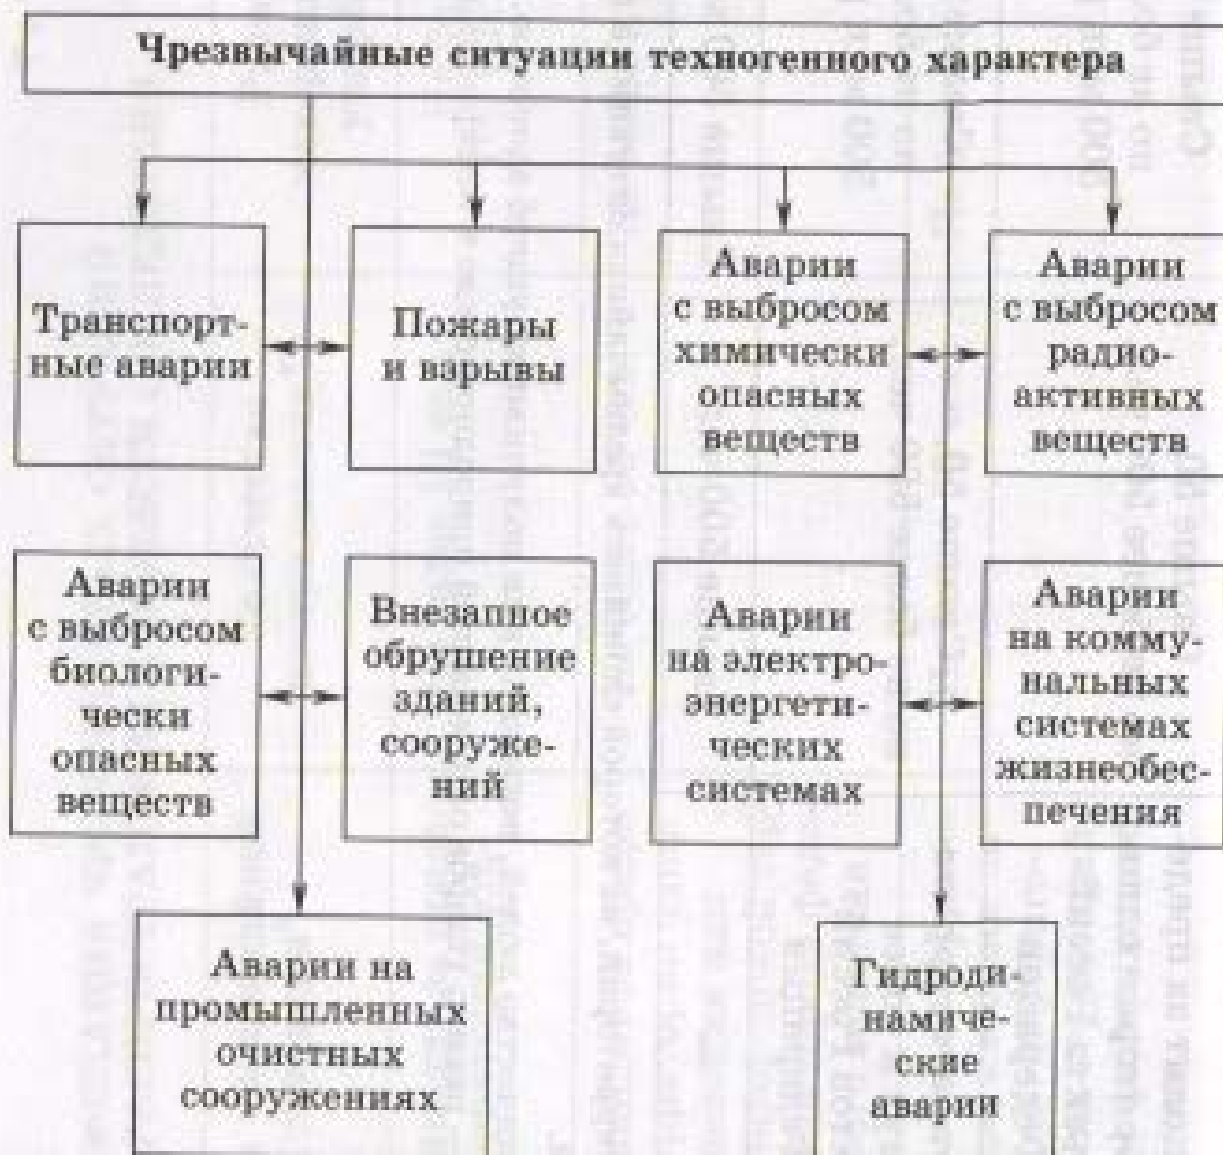 Чрезвычайные ситуации техногенного характера
Транспорт-
ные аварии
Пожары
и взрывы
Аварии
с выбросом
химически
опасных
веществ
Аварии
с выбросом
радио-
активных
веществ
Аварии
с выбросом
биологи-
чески
опасных
веществ
Внезапное
обрушение
зданий,
сооруже-
ний
Аварии
на электро-
энергети-
ческих
системах
Аварии
на комму-
нальных
системах
жизнеобес-
печения
Аварии на
промышленных
очистных
сооружениях
Гидроди-
намиче-
ские
аварии